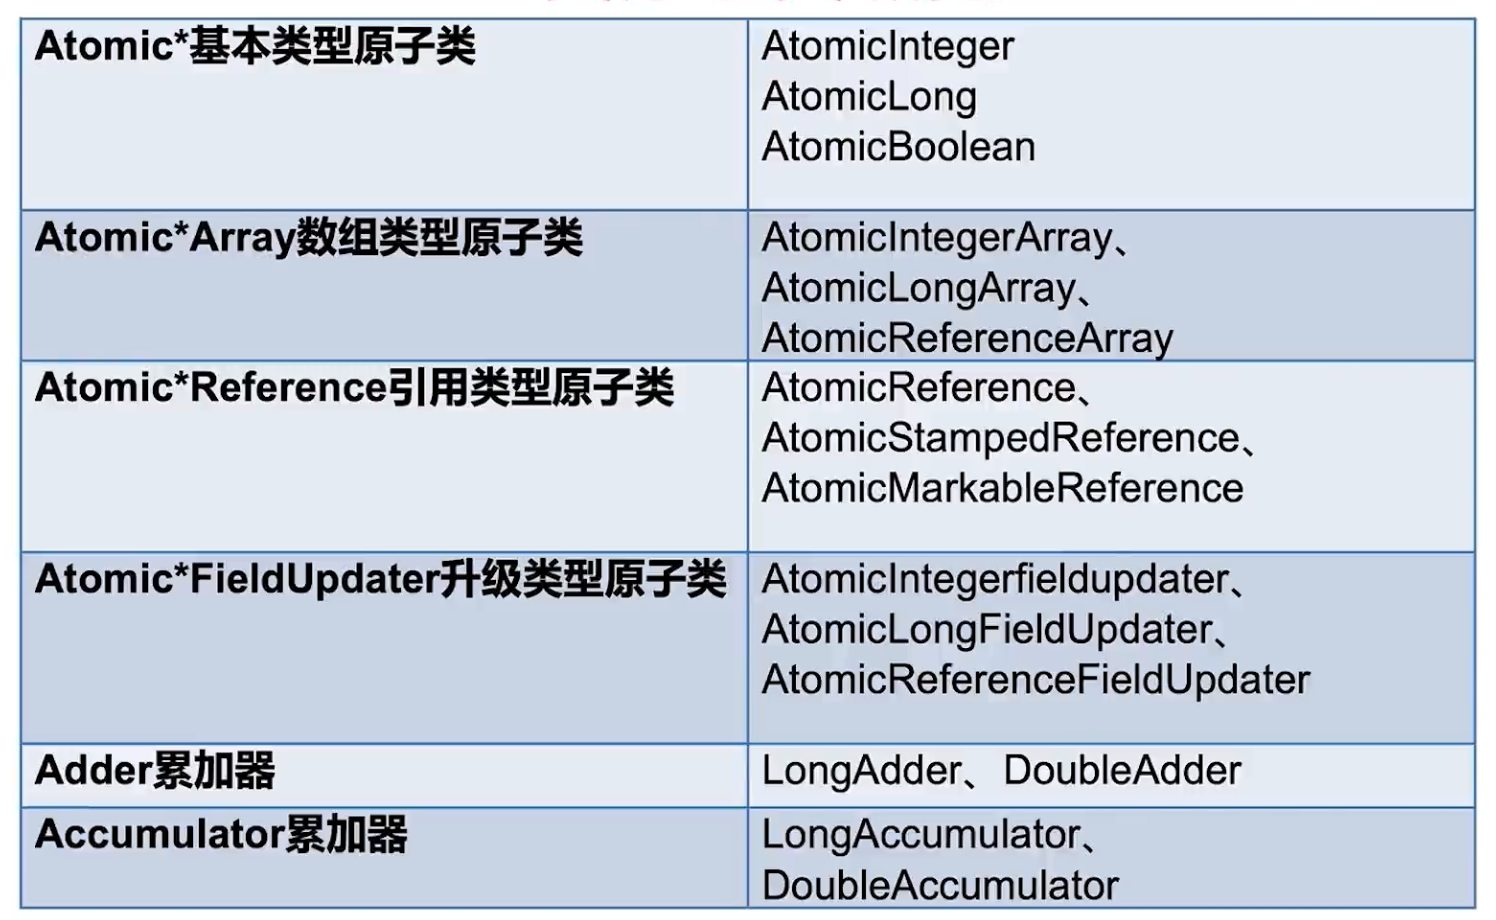 Atomic*基本类型原子类
AtomicInteger
AtomicLong
AtomicBoolean
Atomic*Array数组类型原子类
AtomicIntegerArray、
AtomicLongArray、
AtomicReferenceArray
Atomic*Reference引用类型原子类
AtomicReference、
AtomicStampedReference、
AtomicMarkableReference
Atomic*FieldUpdater升级类型原子类
AtomicIntegerfieldupdater、
AtomicLongFieldUpdater、
AtomicReferenceFieldUpdater
Adder累加器
LongAdder、DoubleAdder
Accumulator累加器
LongAccumulator、
DoubleAccumulator